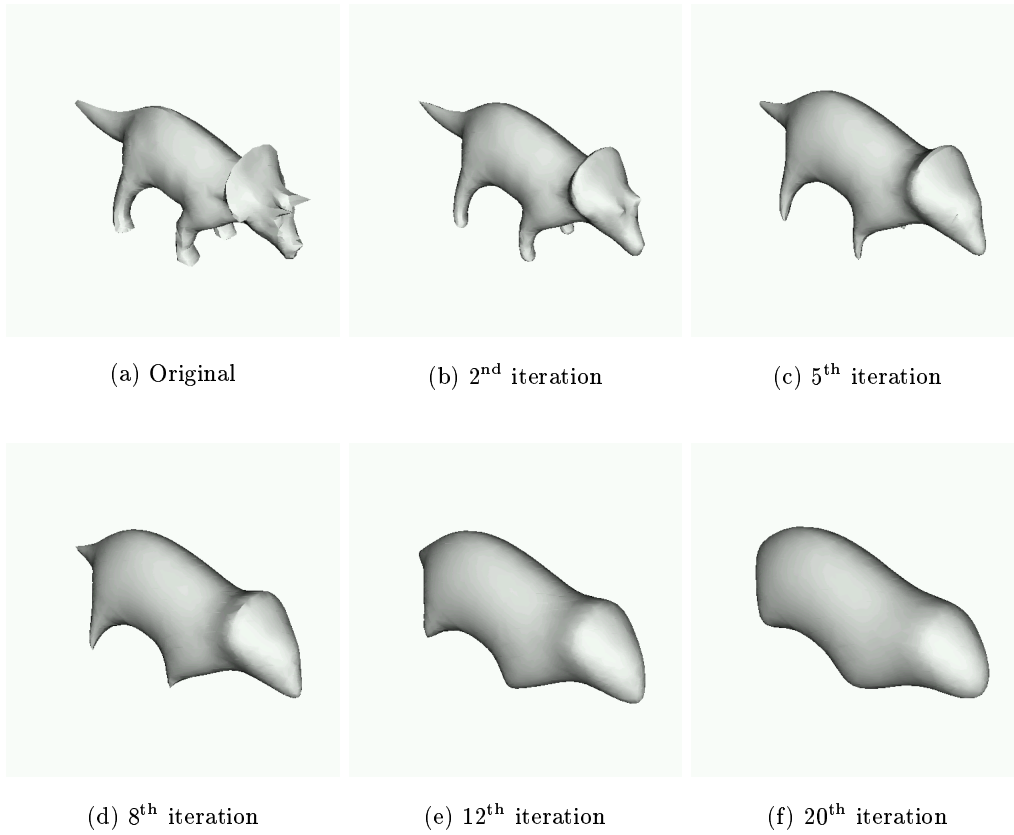 (a) Original
(b) 2nd iteration
(c) 5th iteration
(d) 8th iteration
(e) 12th iteration
(f) 20th iteration